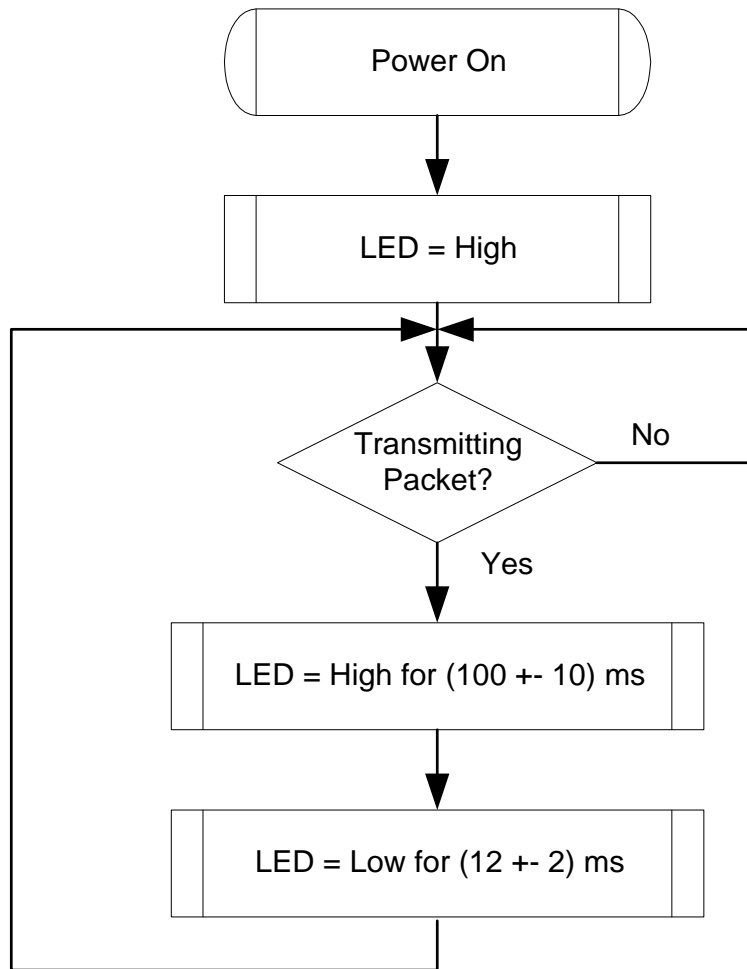 Power On
LED = High
Transmitting
Packet?
No
Yes
LED = High for (100 +- 10) ms
LED = Low for (12 +- 2) ms